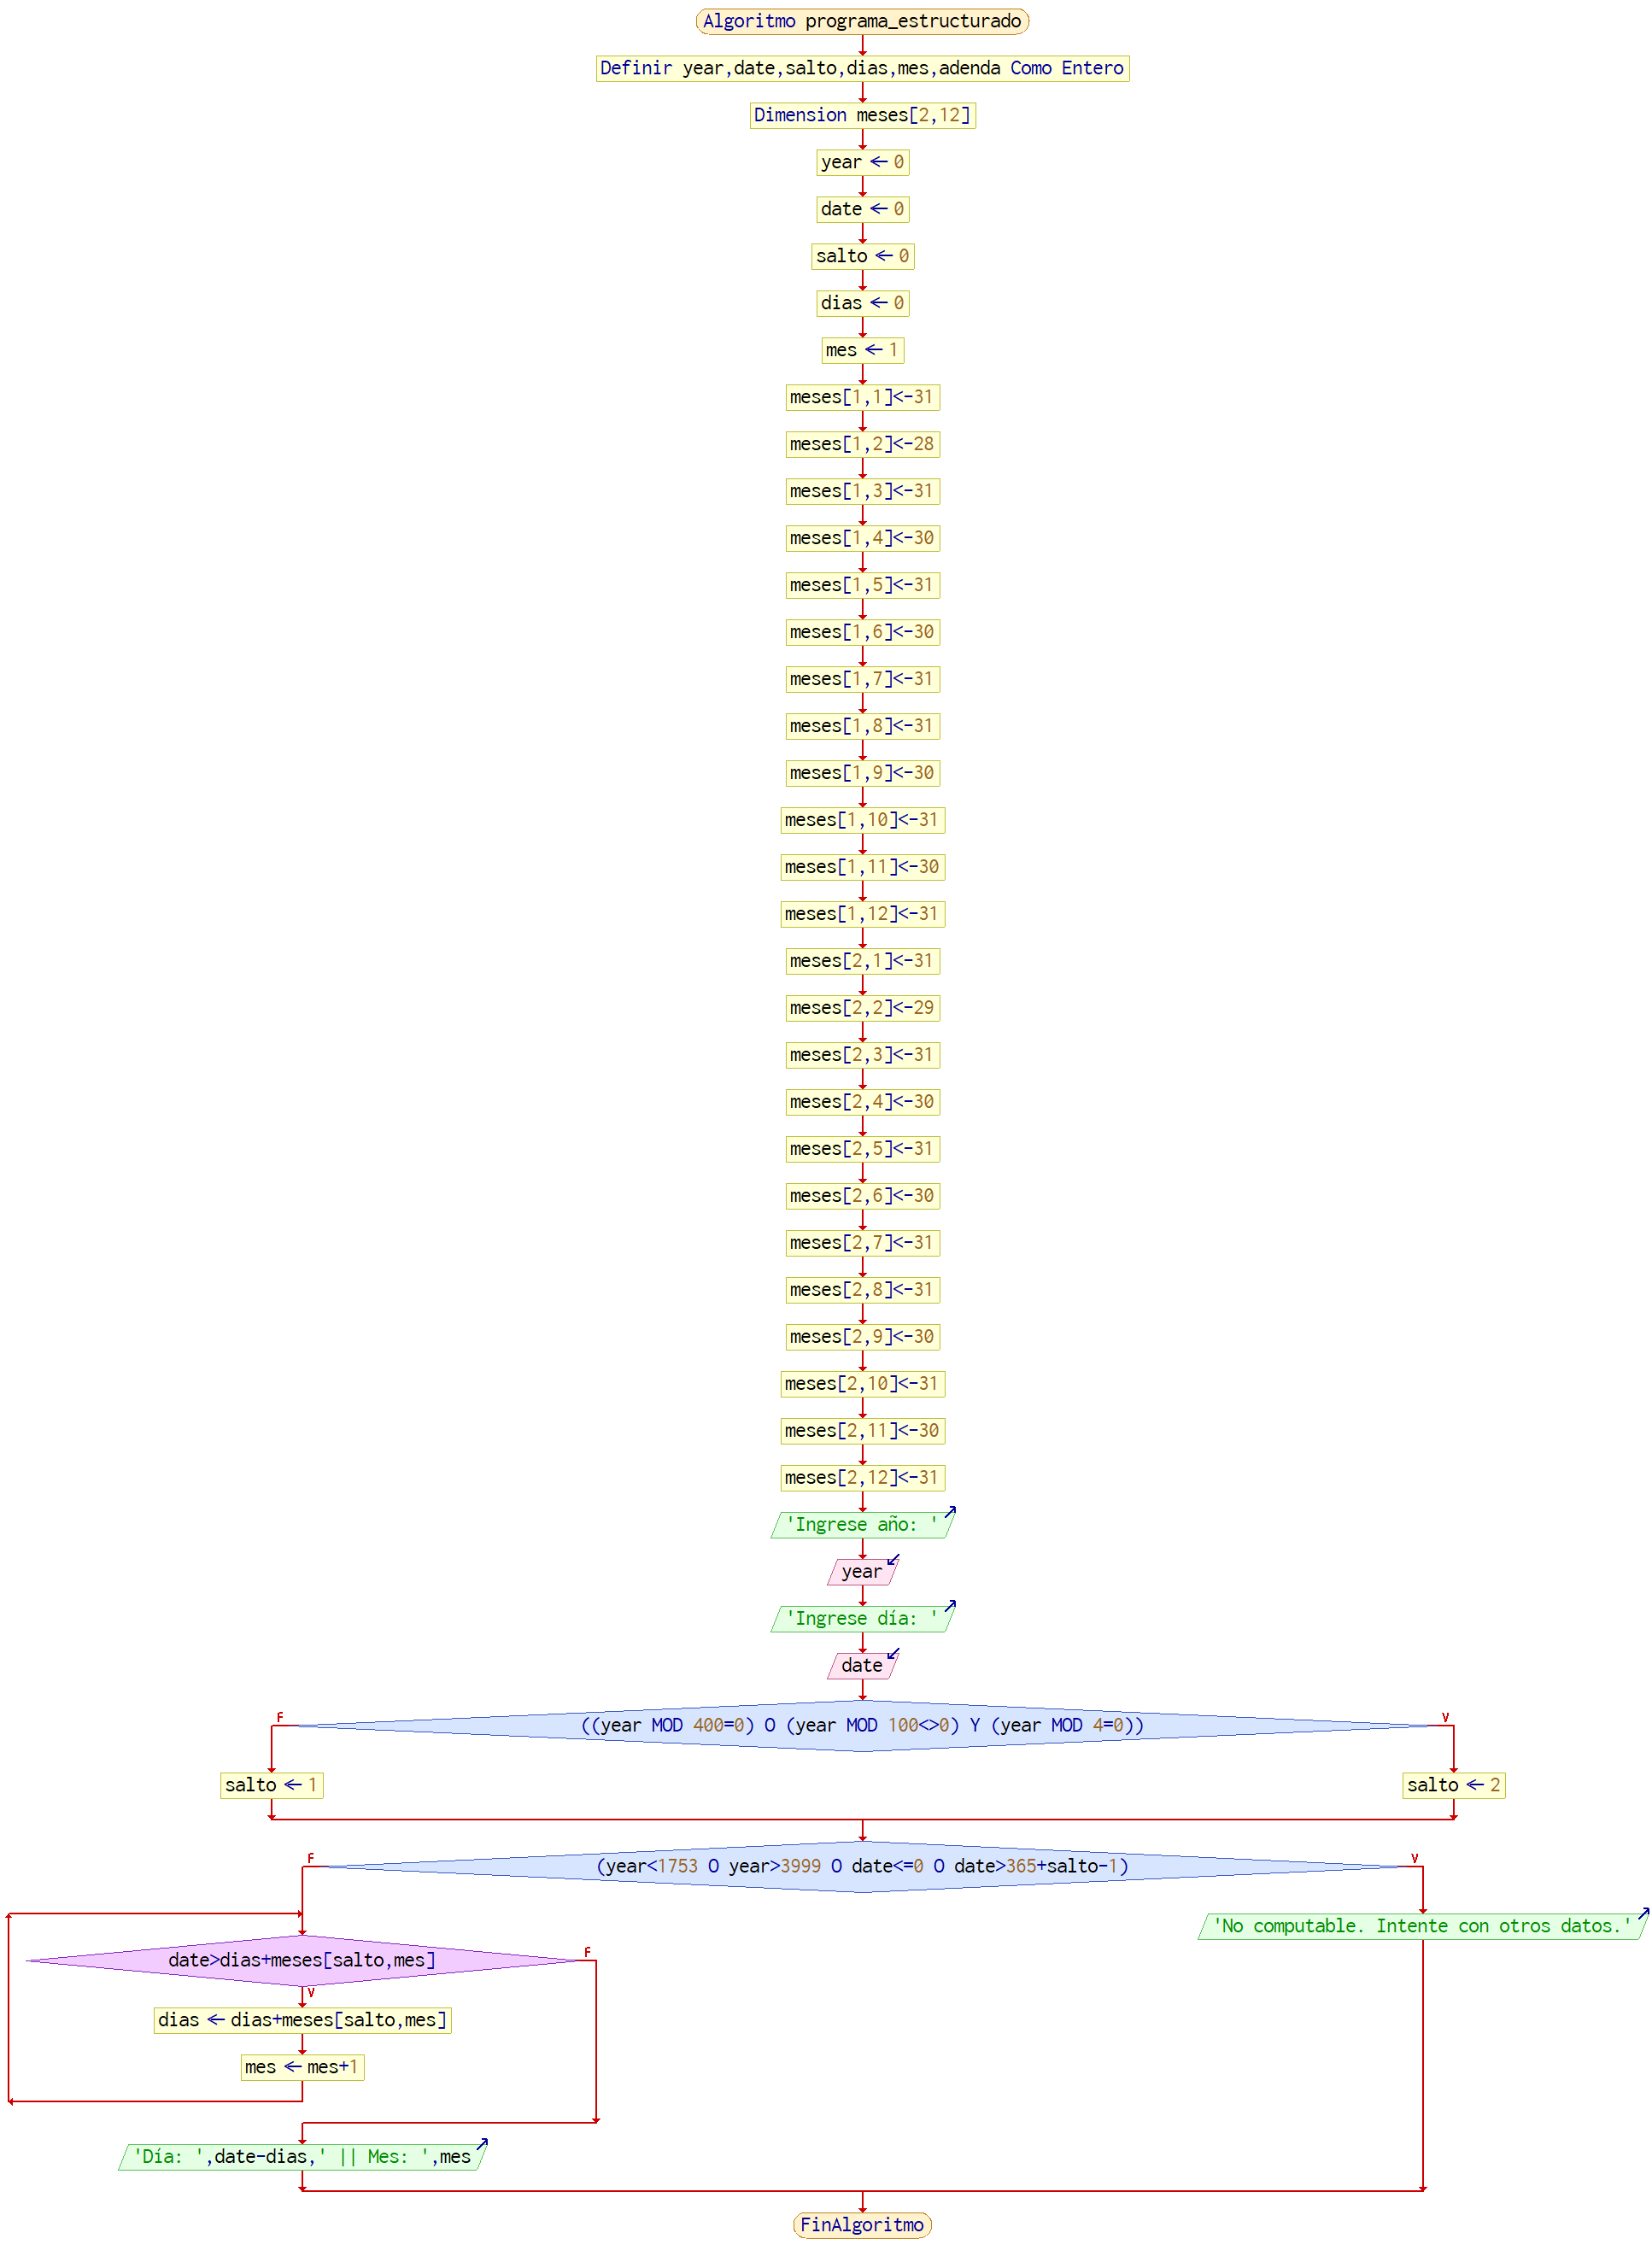 Algoritmo programa_estructurado
Definir year,date,salto,dias,mes,adenda Como Entero
Dimension meses[2,12]
year ← 0
date ← 0
salto ← 0
dias ← 0
mes ← 1
meses[1,1]<-31
meses[1,2]<-28
meses[1,3]<-31
meses[1,4]<-30
meses[1,5]<-31
meses[1,6]<-30
meses[1,7]<-31
meses[1,8]<-31
meses[1,9]<-30
meses[1,10]<-31
meses[1,11]<-30
meses[1,12]<-31
meses[2,1]<-31
meses[2,2]<-29
meses[2,3]<-31
meses[2,4]<-30
meses[2,5]<-31
meses[2,6]<-30
meses[2,7]<-31
meses[2,8]<-31
meses[2,9]<-30
meses[2,10]<-31
meses[2,11]<-30
meses[2,12]<-31
'Ingrese año: '
year
'Ingrese día: '
date
F
((year MOD 400=0) O (year MOD 100<>0) Y (year MOD 4=0))
V
salto ← 1
salto ← 2
F
(year<1753 O year>3999 O date<=0 O date>365+salto-1)
V
'No computable. Intente con otros datos.'
date>dias+meses[salto,mes]
F
V
dias ← dias+meses[salto,mes]
mes ← mes+1
'Día: ',date-dias,' || Mes: ',mes
FinAlgoritmo